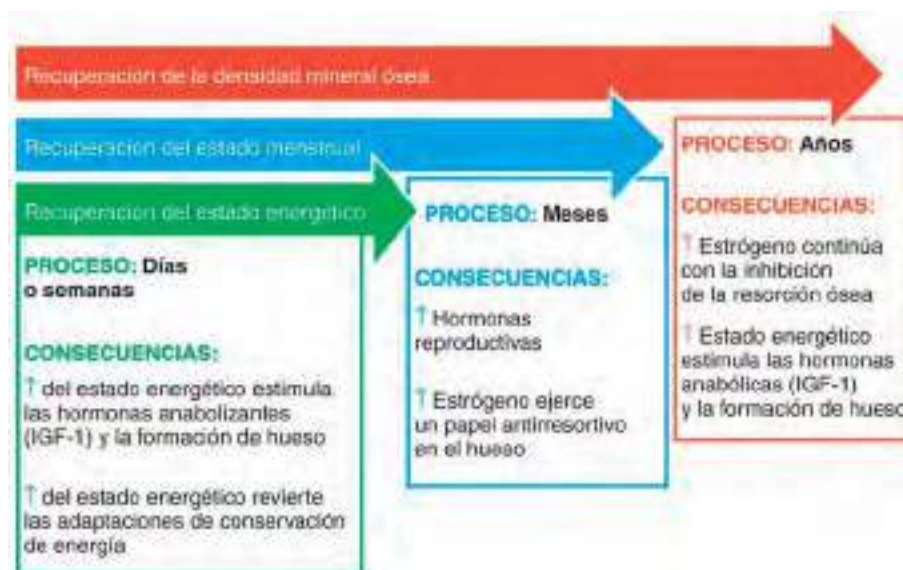 Recuperación de la densidad mineral ósea
Recuperación del estado menstrual
Recuperación del estado energético
PROCESO: Días
o semanas
CONSECUENCIAS:
↑ del estado energético estimula
las hormonas anabolizantes
(IGF-1) y la formación de hueso
↑ del estado energético revierte
las adaptaciones de conservación
de energía
PROCESO: Meses
CONSECUENCIAS:
↑ Hormonas
reproductivas
↑ Estrógeno ejerce
un papel antirresortivo
en el hueso
PROCESO: Años
CONSECUENCIAS:
↑ Estrógeno continúa
con la inhibición
de la resorción ósea
↑ Estado energético
estimula las hormonas
anabólicas (IGF-1)
y la formación de hueso